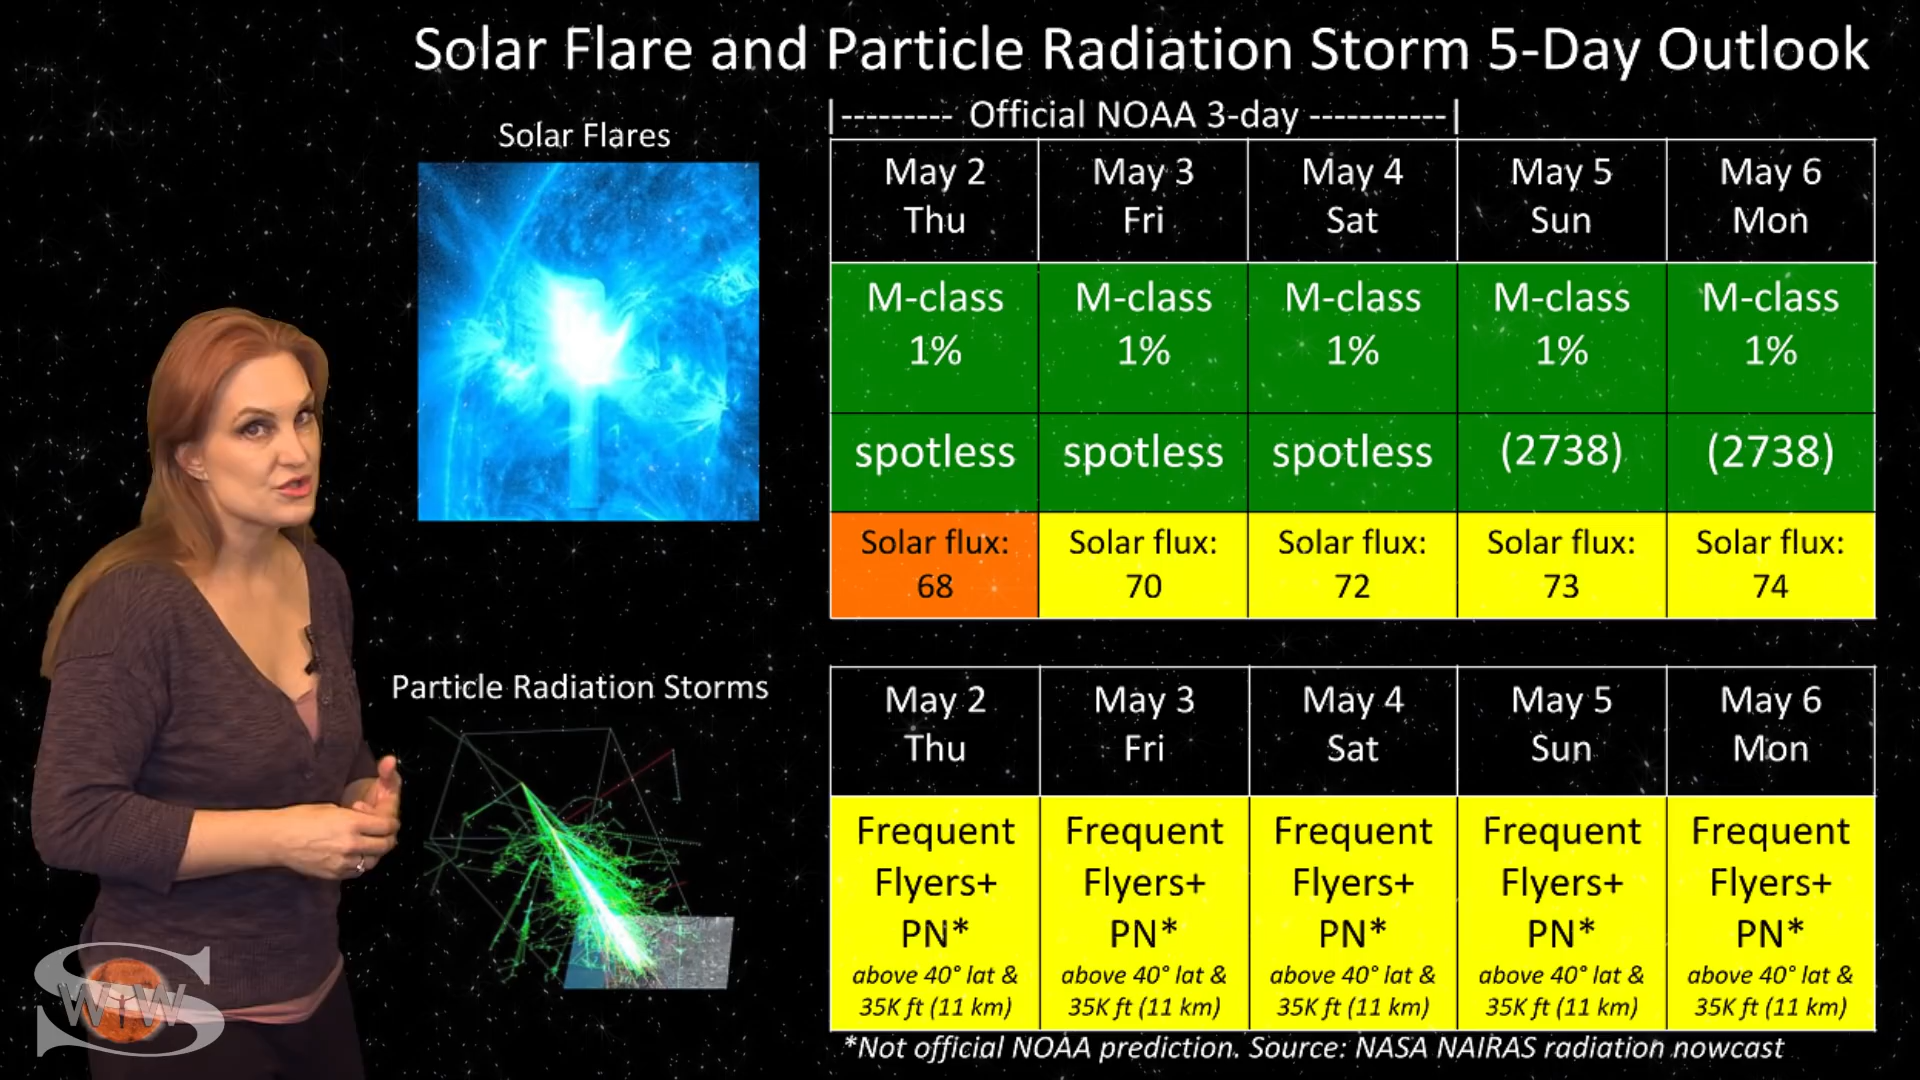 Solar Flare and Particle Radiation Storm 5-Day Outlook
|--------- Official NOAA 3-day -----------|
Solar Flares
May 2 May 3 May 4 May 5 May 6
Thu Fri Sat Sun Mon
M-class M-class M-class M-class M-class
1% 1% 1% 1% 1%
spotless spotless spotless (2738) (2738)
Solar flux: Solar flux: Solar flux: Solar flux: Solar flux:
68 70 72 73 74
Particle Radiation Storms
May 2 May 3 May 4 May 5 May 6
Thu Fri Sat Sun Mon
Frequent Frequent Frequent Frequent Frequent
Flyers+ Flyers+ Flyers+ Flyers+ Flyers+
PN* PN* PN* PN* PN*
above 40° lat & above 40° lat & above 40° lat & above 40° lat & above 40° lat &
35K ft (11 km) 35K ft (11 km) 35K ft (11 km) 35K ft (11 km) 35K ft (11 km)
*Not official NOAA prediction. Source: NASA NAIRAS radiation nowcast
SWTW